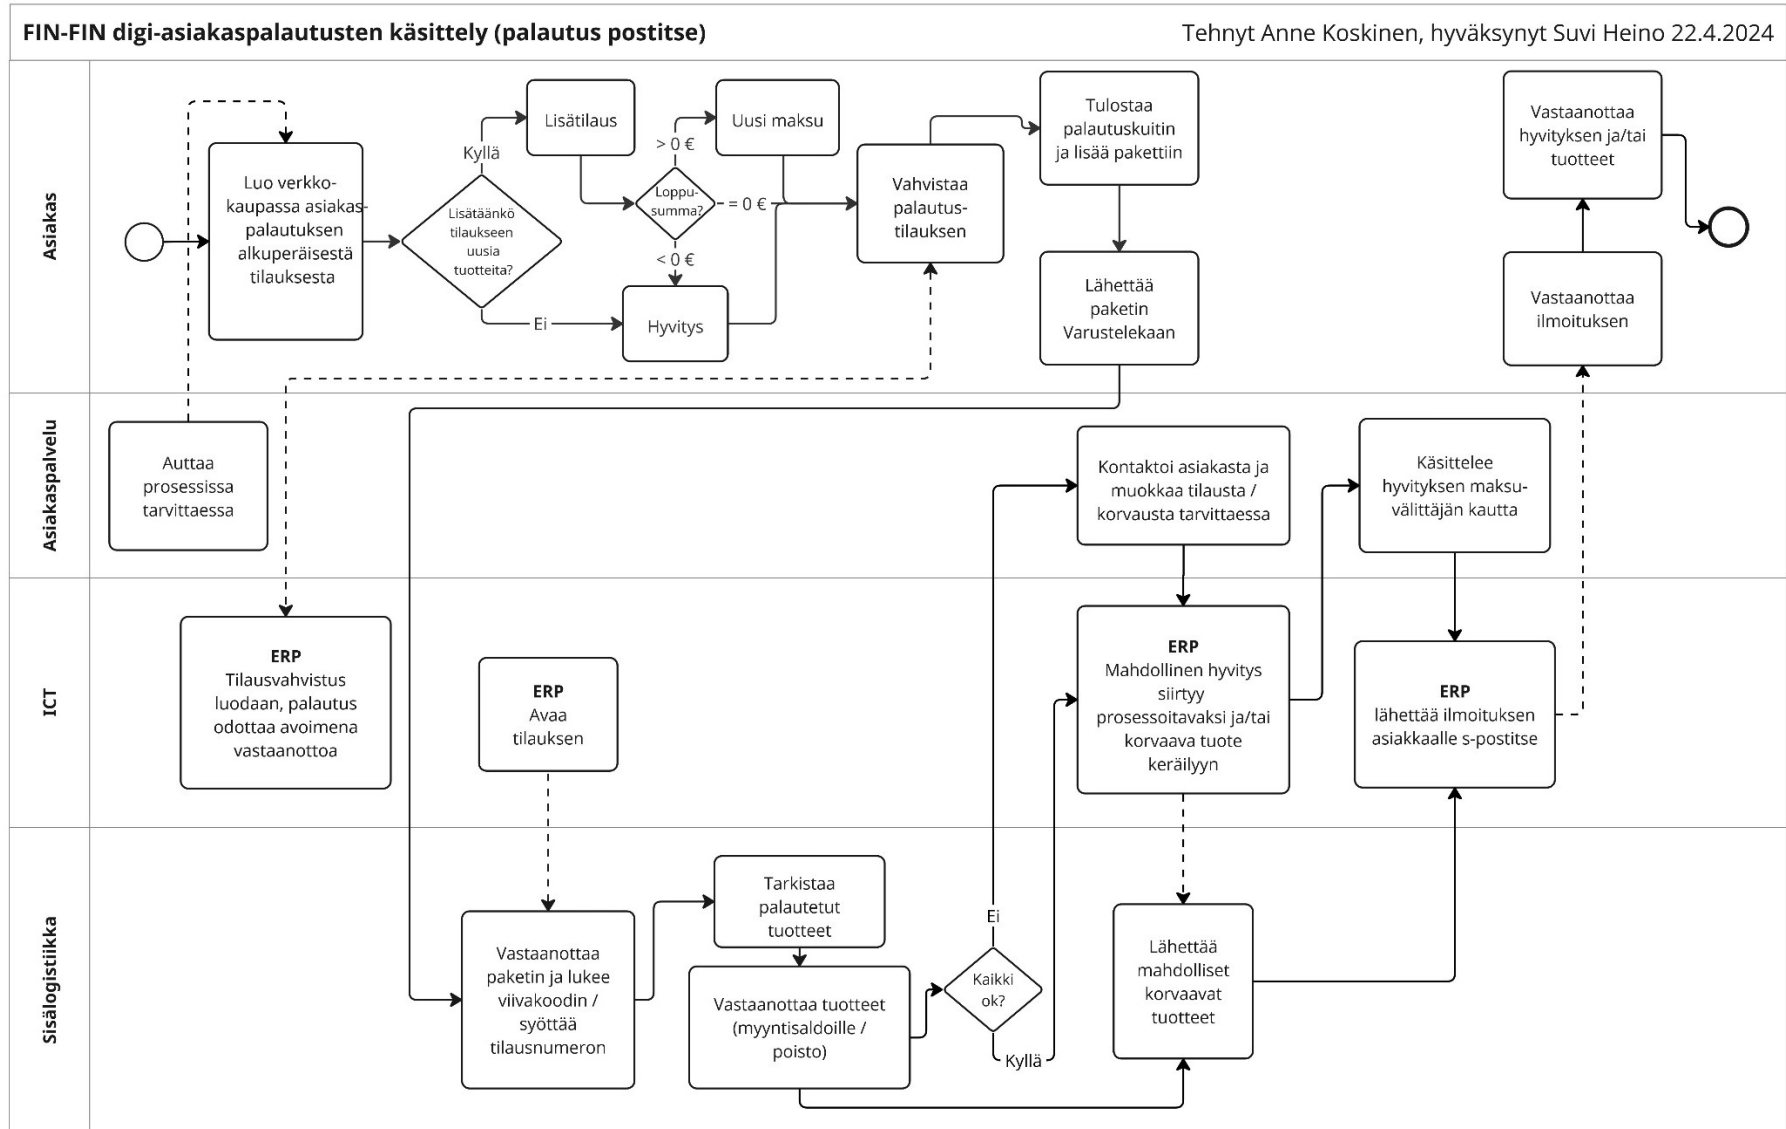 FIN-FIN digi-asiakaspalautusten käsittely (palautus postitse)
Tehnyt Anne Koskinen, hyväksynyt Suvi Heino 22.4.2024
Asiakas
Luo verkko-
kaupassa asiakas-
palautuksen
alkuperäisestä
tilauksesta
Lisätäänkö
tilaukseen
uusia
tuotteita?
Kyllä
Ei
Lisätilaus
Loppu-
summa?
> 0 €
= 0 €
< 0 €
Uusi maksu
Hyvitys
Vahvistaa
palautus-
tilauksen
Tulostaa
palautuskuitin
ja lisää pakettiin
Lähettää
paketin
Varustelekaan
Vastaanottaa
hyvityksen ja/tai
tuotteet
Vastaanottaa
ilmoituksen
Asiakaspalvelu
Auttaa
prosessissa
tarvittaessa
Kontaktoi asiakasta ja
muokkaa tilausta /
korvausta tarvittaessa
Käsittelee
hyvityksen maksu-
välittäjän kautta
ICT
ERP
Tilausvahvistus
luodaan, palautus
odottaa avoimena
vastaanottoa
ERP
Avaa
tilauksen
ERP
Mahdollinen hyvitys
siirtyy
prosessoitavaksi ja/tai
korvaava tuote
keräilyyn
ERP
lähettää ilmoituksen
asiakkaalle s-postitse
Sisälogistiikka
Vastaanottaa
paketin ja lukee
viivakoodin /
syöttää
tilausnumeron
Tarkistaa
palautetut
tuotteet
Vastaanottaa tuotteet
(myyntisaldoille /
poisto)
Kaikki
ok?
Ei
Kyllä
Lähettää
mahdolliset
korvaavat
tuotteet